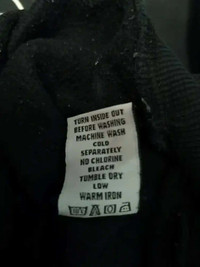 TURN INSIDE OUT
BEFORE WASHING
MACHINE WASH
COLD
SEPARATELY
NO CHLORINE
BLEACH
TUMBLE DRY
LOW
WARM IRON